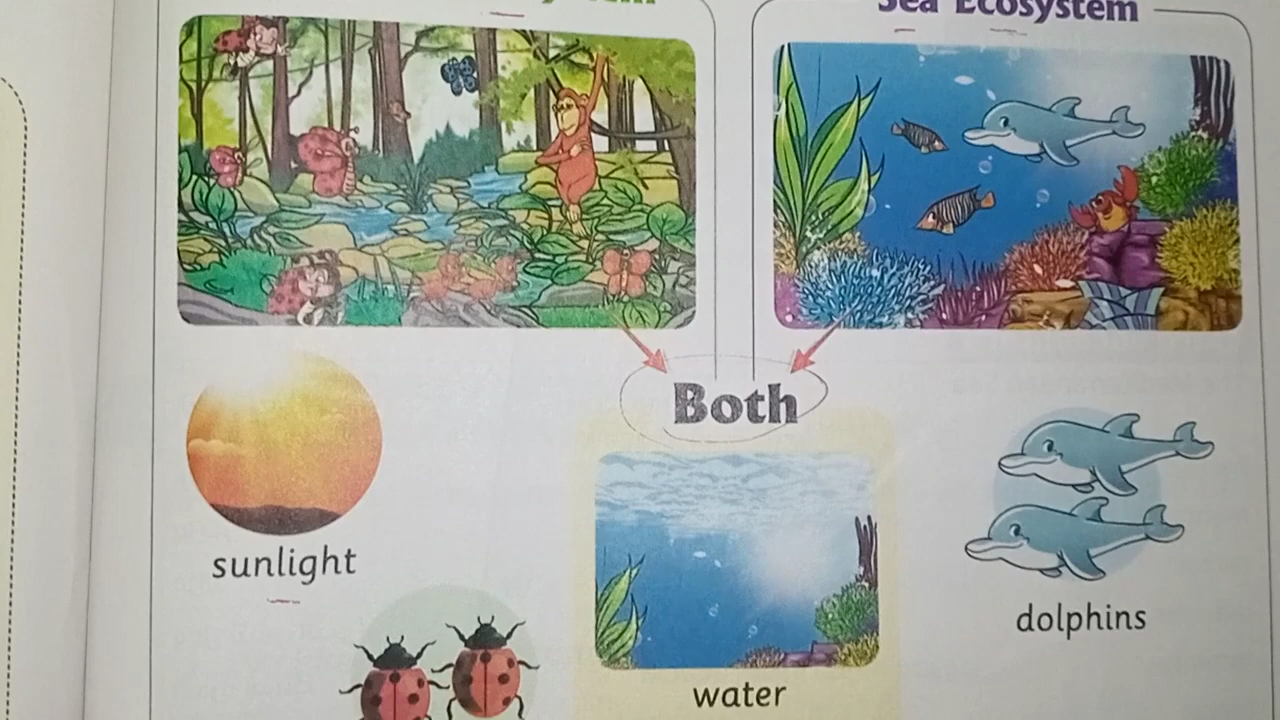 Sea Ecosystem
Both
sunlight
dolphins
water